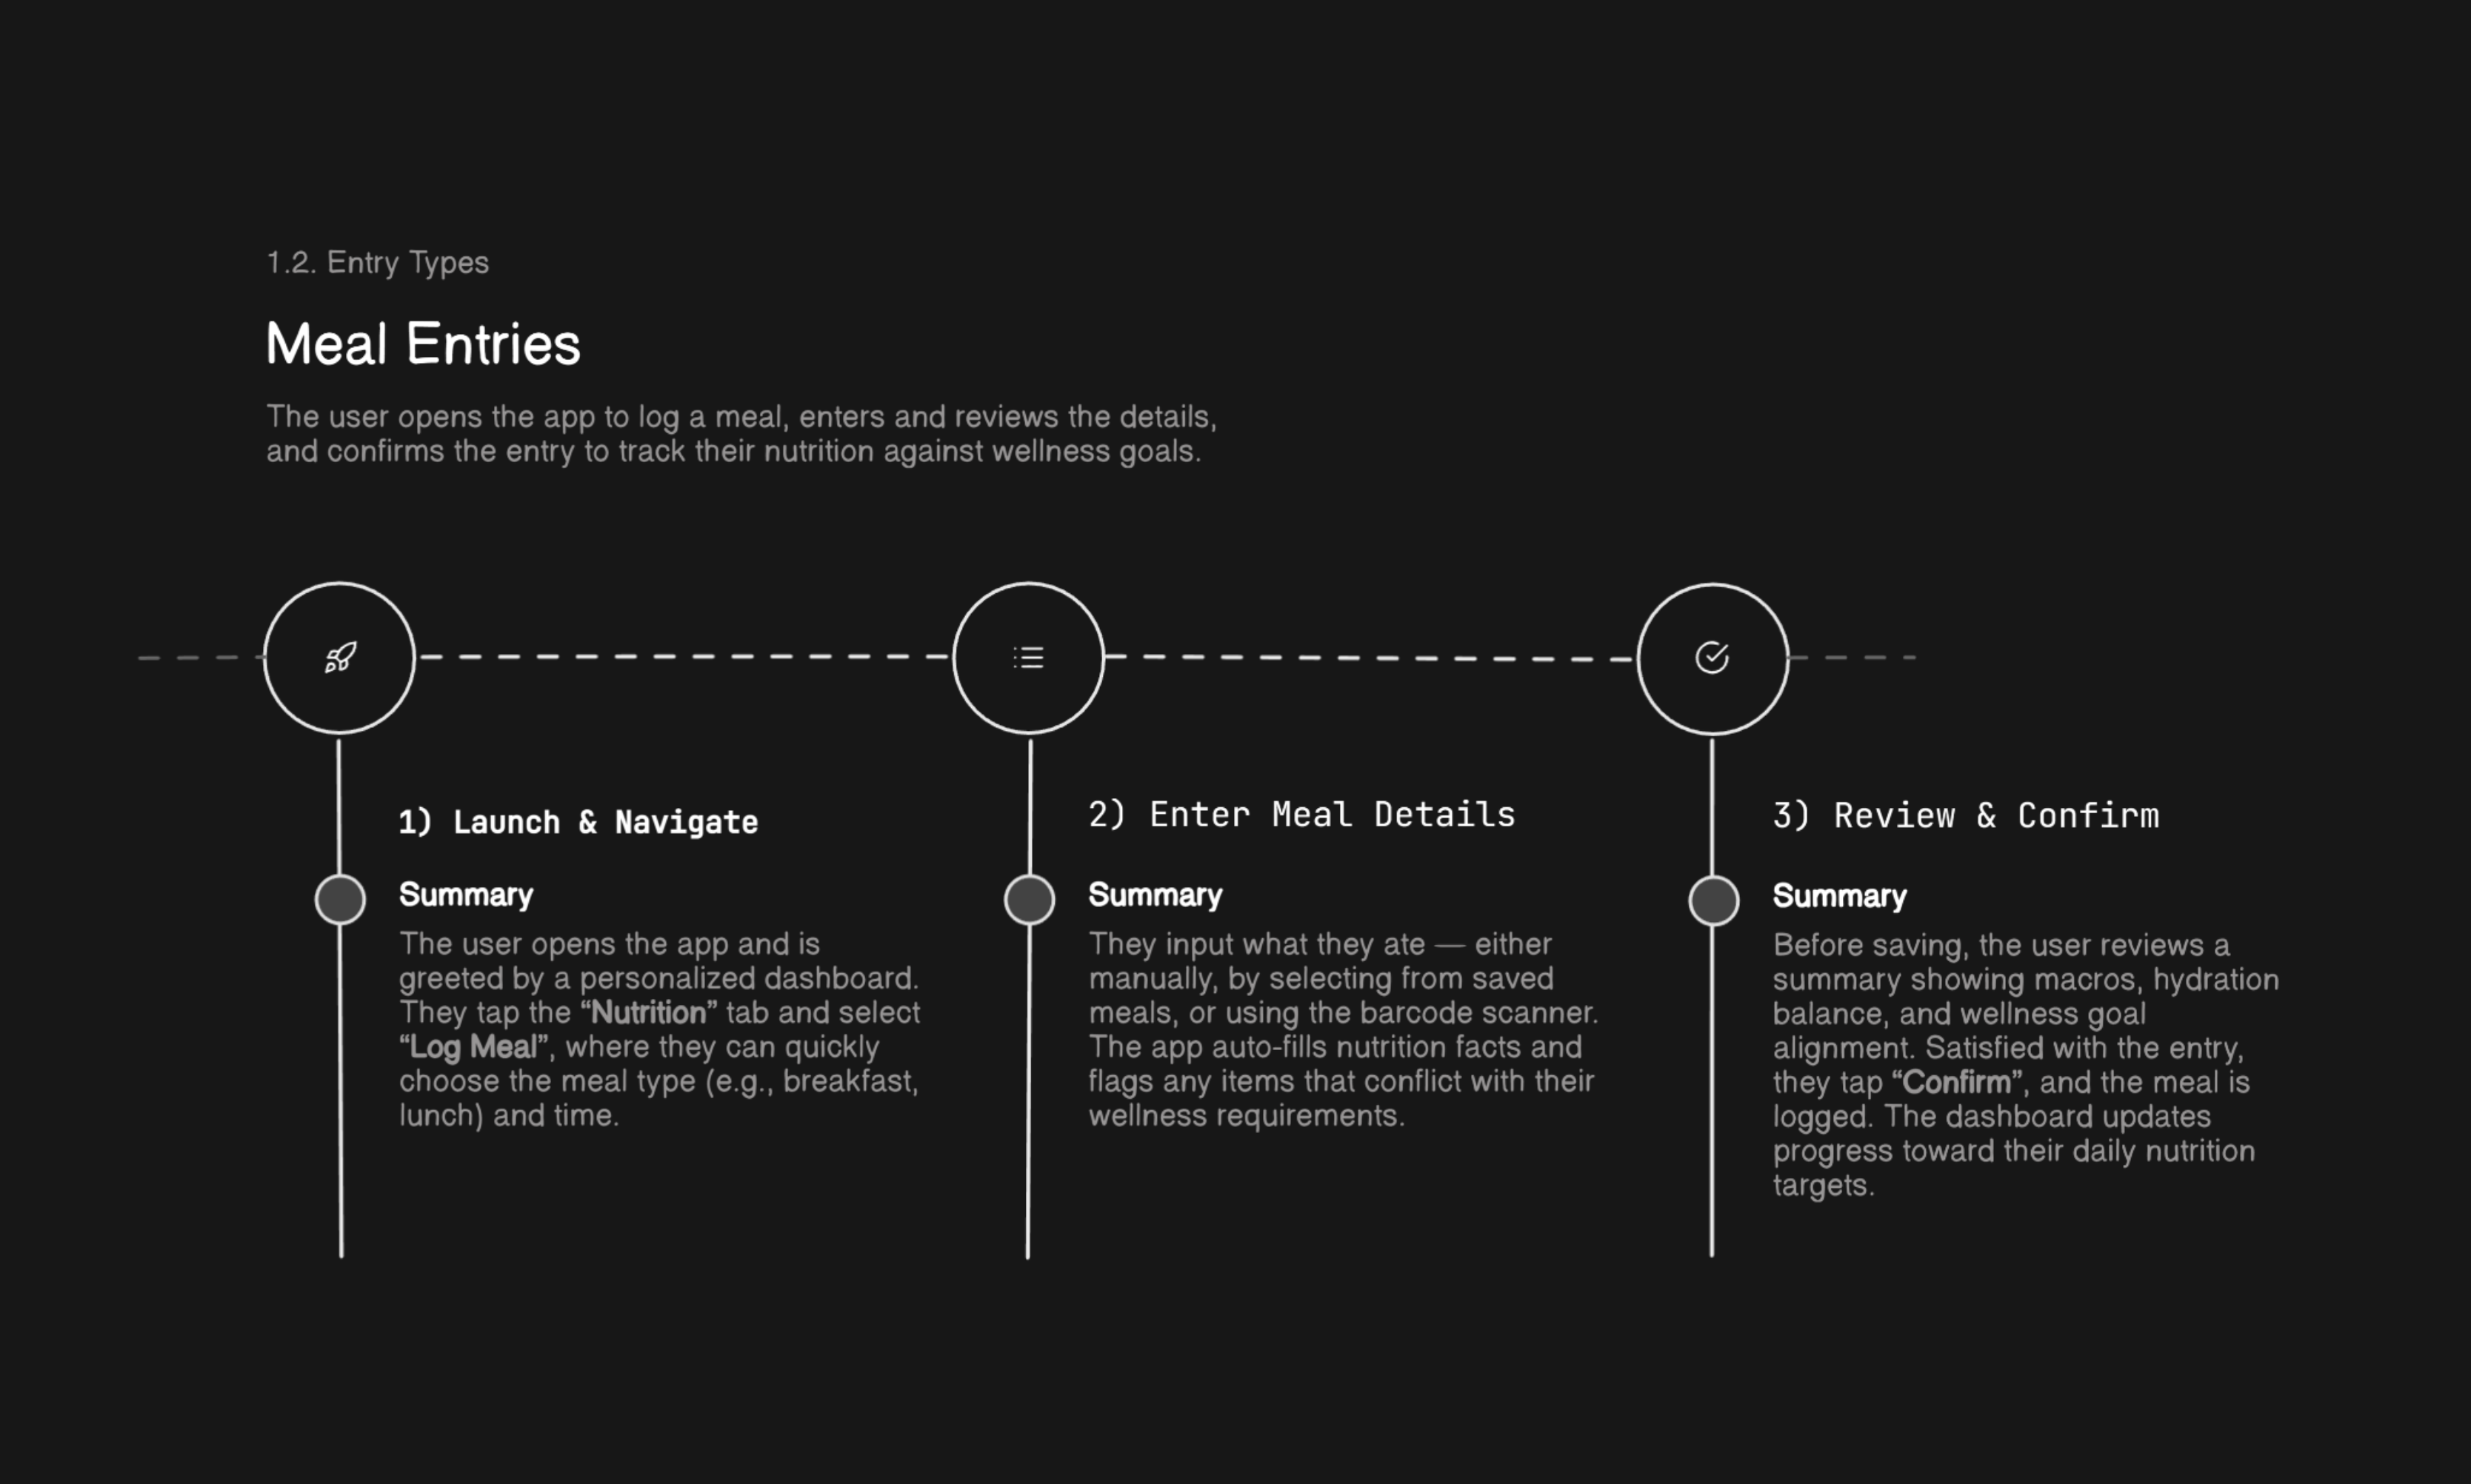 1.2. Entry Types
Meal Entries
The user opens the app to log a meal, enters and reviews the details,
and confirms the entry to track their nutrition against wellness goals.
1) Launch & Navigate
Summary
The user opens the app and is
greeted by a personalized dashboard.
They tap the “Nutrition” tab and select
“Log Meal”, where they can quickly
choose the meal type (e.g., breakfast,
lunch) and time.
2) Enter Meal Details
Summary
They input what they ate — either
manually, by selecting from saved
meals, or using the barcode scanner.
The app auto-fills nutrition facts and
flags any items that conflict with their
wellness requirements.
3) Review & Confirm
Summary
Before saving, the user reviews a
summary showing macros, hydration
balance, and wellness goal
alignment. Satisfied with the entry,
they tap “Confirm”, and the meal is
logged. The dashboard updates
progress toward their daily nutrition
targets.